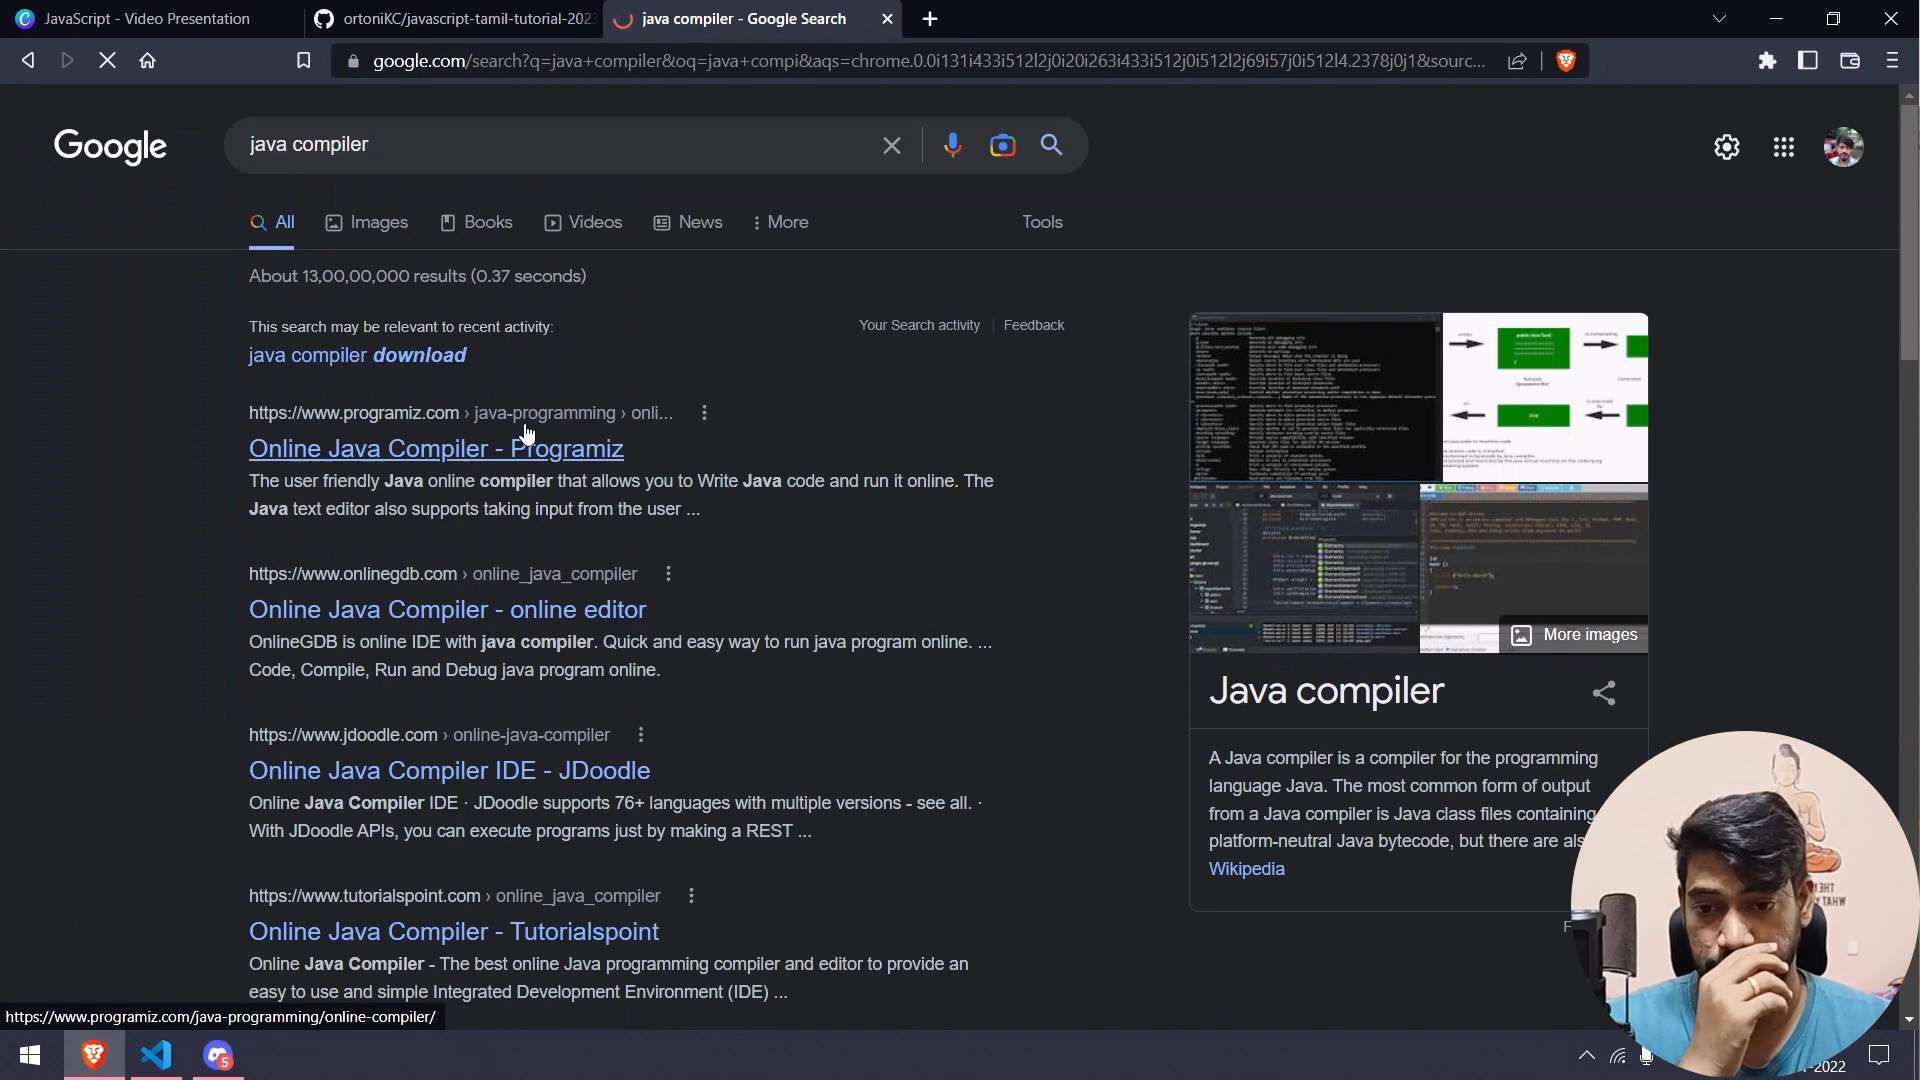 JavaScript - Video Presentation
ortoniKC/javascript-tamil-tutorial-202
java compiler - Google Search
google.com/search?q=java+compiler&oq=java+compi&aqs=chrome.0.0i131i433i512l2j0i20i263i433i512j0i512l2j69i57j0i512l4.2378j0j1&sourc...
Google
java compiler
All
Images
Books
Videos
News
More
Tools
About 13,00,00,000 results (0.37 seconds)
This search may be relevant to recent activity:
Your Search activity
Feedback
java compiler download
https://www.programiz.com › java-programming › onli...
Online Java Compiler - Programiz
The user friendly Java online compiler that allows you to Write Java code and run it online. The
Java text editor also supports taking input from the user ...
https://www.onlinegdb.com › online_java_compiler
Online Java Compiler - online editor
OnlineGDB is online IDE with java compiler. Quick and easy way to run java program online. ...
Code, Compile, Run and Debug java program online.
https://www.jdoodle.com › online-java-compiler
Online Java Compiler IDE - JDoodle
Online Java Compiler IDE · JDoodle supports 76+ languages with multiple versions - see all. ·
With JDoodle APIs, you can execute programs just by making a REST ...
https://www.tutorialspoint.com › online_java_compiler
Online Java Compiler - Tutorialspoint
Online Java Compiler - The best online Java programming compiler and editor to provide an
easy to use and simple Integrated Development Environment (IDE) ...
More images
Java compiler
A Java compiler is a compiler for the programming
language Java. The most common form of output
from a Java compiler is Java class files containing
platform-neutral Java bytecode, but there are als
Wikipedia
https://www.programiz.com/java-programming/online-compiler/
5
-2022